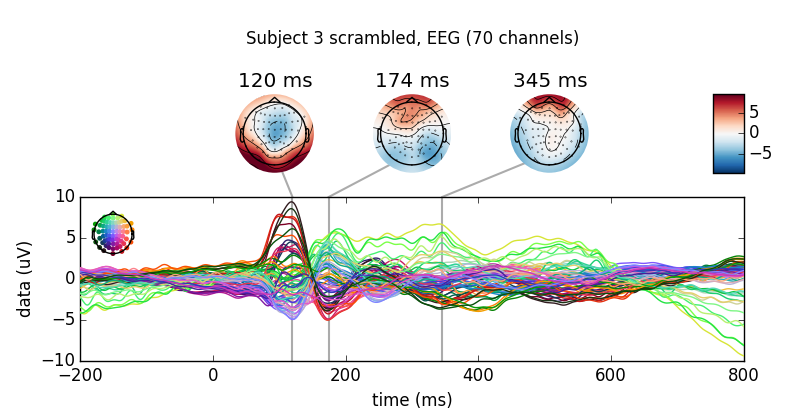 Subject 3 scrambled, EEG (70 channels)
120 ms 174 ms 345 ms
5
0
−5
10
5
0
−5
−10
data (uV)
−200 0 200 400 600 800
time (ms)